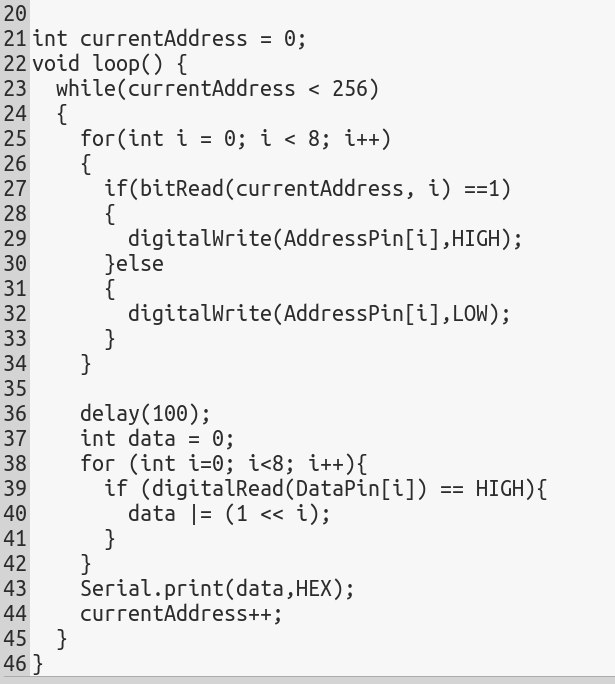 20
21 int currentAddress = 0;
22 void loop() {
23   while(currentAddress < 256)
24   {
25     for(int i = 0; i < 8; i++)
26     {
27       if(bitRead(currentAddress, i) ==1)
28       {
29         digitalWrite(AddressPin[i],HIGH);
30       }else
31       {
32         digitalWrite(AddressPin[i],LOW);
33       }
34     }
35
36     delay(100);
37     int data = 0;
38     for (int i=0; i<8; i++){
39       if (digitalRead(DataPin[i]) == HIGH){
40         data |= (1 << i);
41       }
42     }
43     Serial.print(data,HEX);
44     currentAddress++;
45   }
46 }